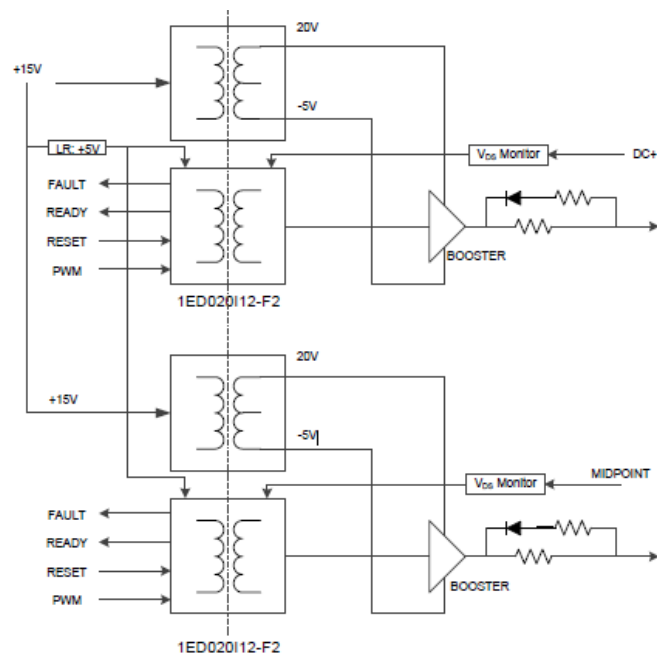 20V
+15V
-5V
LR: +5V
VDS Monitor
DC+
FAULT
READY
RESET
PWM
BOOSTER
1ED020I12-F2
20V
+15V
-5V
VDS Monitor
MIDPOINT
FAULT
READY
RESET
PWM
BOOSTER
1ED020I12-F2